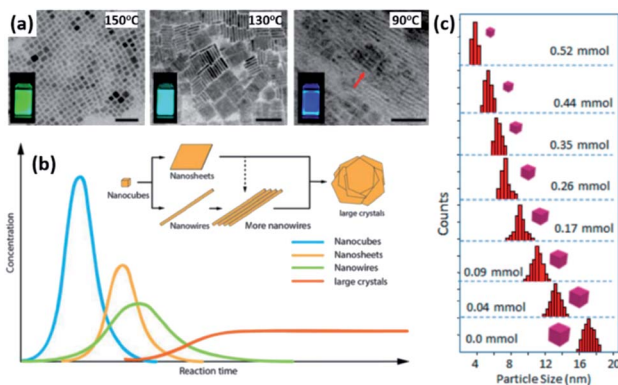 (a)
150°C
130°C
90°C
(b)
Concentration
Nanocubes
Nanosheets
Nanowires
More nanowires
large crystals
Nanocubes
Nanosheets
Nanowires
large crystals
Reaction time
(c)
Counts
0.52 mmol
0.44 mmol
0.35 mmol
0.26 mmol
0.17 mmol
0.09 mmol
0.04 mmol
0.0 mmol
4 8 12 16 20
Particle Size (nm)